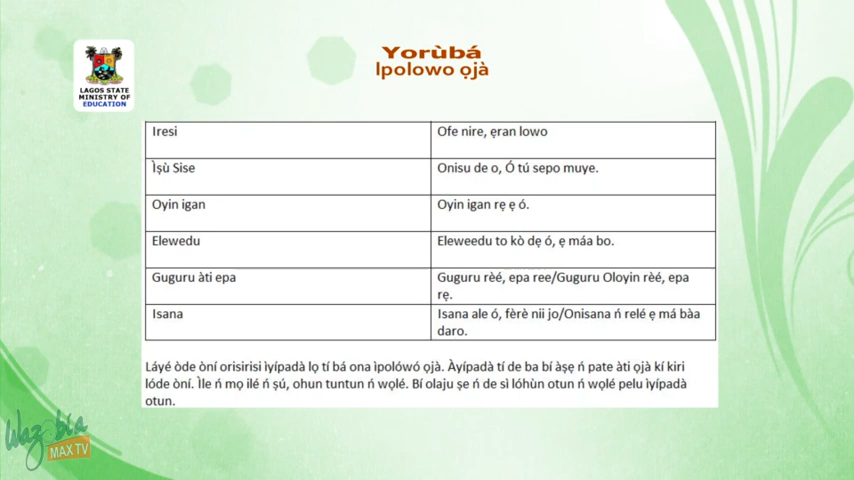 LAGOS STATE
MINISTRY OF
EDUCATION
Yorùbá
Ipolowo ọjà
Iresi
Ofe nire, ẹran lowo
Ìṣù Sise
Onisu de o, Ó tú sepo muye.
Oyin igan
Oyin igan rẹ ẹ ó.
Elewedu
Eleweedu to kò dẹ ó, ẹ máa bo.
Guguru àti epa
Guguru rèé, epa ree/Guguru Oloyin rèé, epa
rẹ.
Isana
Isana ale ó, fèrè nii jo/Onisana ń relé ẹ má bàa
daro.
Láyé òde òní orisirisi ìyípadà lọ tí bá ona ìpolówó ọjà. Àyípadà tí de ba bí àṣẹ ń pate àti ọjà kí kiri
lóde òní. Ìle ń mọ ilé ń ṣú, ohun tuntun ń wọlé. Bí olaju ṣe ń de sì lóhùn otun ń wọlé pelu ìyípadà
otun.
Wazobia
MAX TV